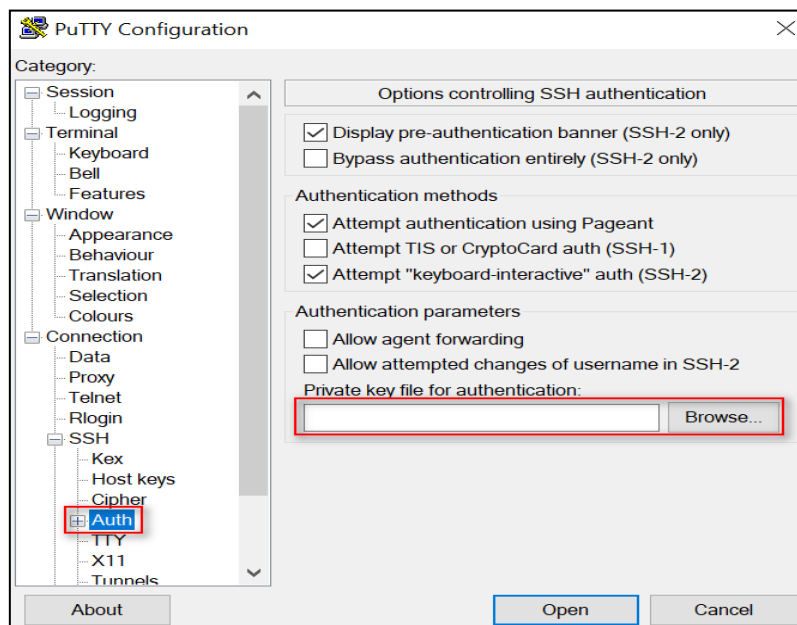 PuTTY Configuration
Category:
Session
Logging
Terminal
Keyboard
Bell
Features
Window
Appearance
Behaviour
Translation
Selection
Colours
Connection
Data
Proxy
Telnet
Rlogin
SSH
Kex
Host keys
Cipher
Auth
TTY
X11
Tunnels
Options controlling SSH authentication
Display pre-authentication banner (SSH-2 only)
Bypass authentication entirely (SSH-2 only)
Authentication methods
Attempt authentication using Pageant
Attempt TIS or CryptoCard auth (SSH-1)
Attempt "keyboard-interactive" auth (SSH-2)
Authentication parameters
Allow agent forwarding
Allow attempted changes of username in SSH-2
Private key file for authentication:
Browse...
About
Open
Cancel